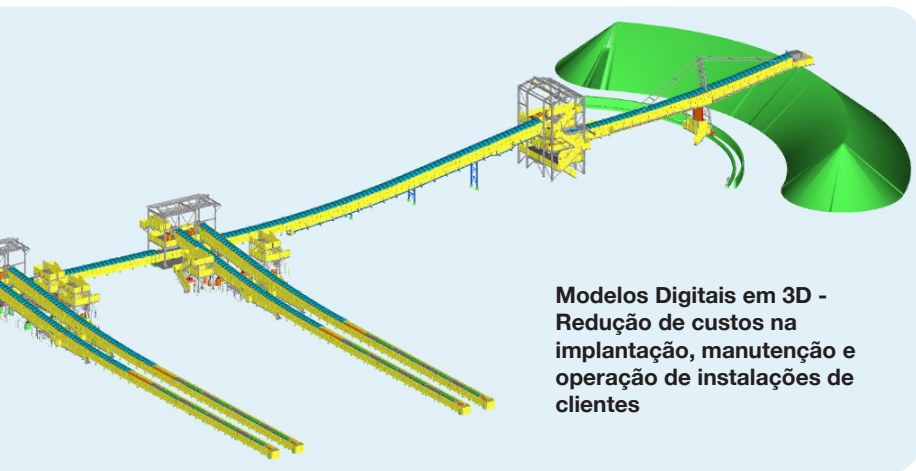 Modelos Digitais em 3D -
Redução de custos na
implantação, manutenção e
operação de instalações de
clientes